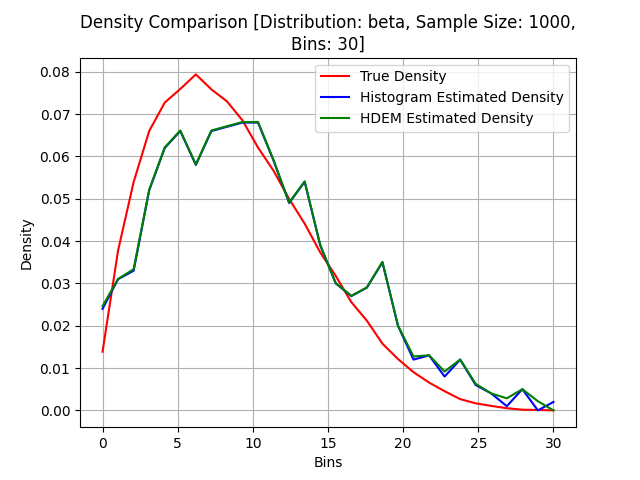 Density Comparison [Distribution: beta, Sample Size: 1000,
Bins: 30]
True Density
Histogram Estimated Density
HDEM Estimated Density
Density
0.08
0.07
0.06
0.05
0.04
0.03
0.02
0.01
0.00
0 5 10 15 20 25 30
Bins